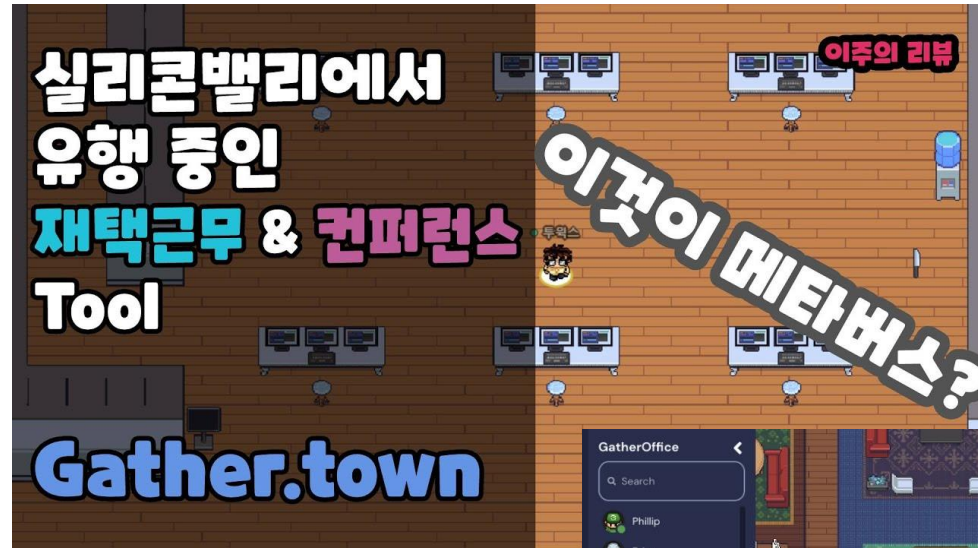 실리콘밸리에서
유행 중인
재택근무 & 컨퍼런스
Tool
Gather.town
이주의 리뷰
투웍스
이것이 메타버스?
GatherOffice
Search
Phillip